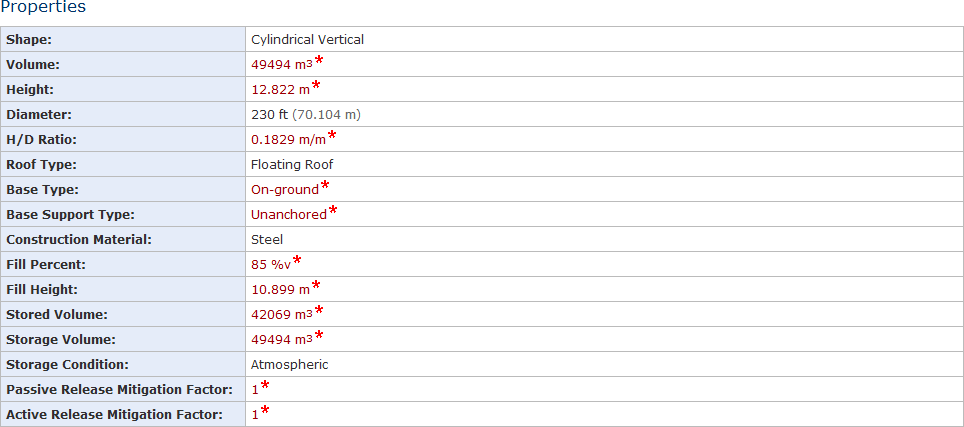 Properties
Shape: Cylindrical Vertical
Volume: 49494 m3*
Height: 12.822 m*
Diameter: 230 ft (70.104 m)
H/D Ratio: 0.1829 m/m*
Roof Type: Floating Roof
Base Type: On-ground*
Base Support Type: Unanchored*
Construction Material: Steel
Fill Percent: 85 %v*
Fill Height: 10.899 m*
Stored Volume: 42069 m3*
Storage Volume: 49494 m3*
Storage Condition: Atmospheric
Passive Release Mitigation Factor: 1*
Active Release Mitigation Factor: 1*